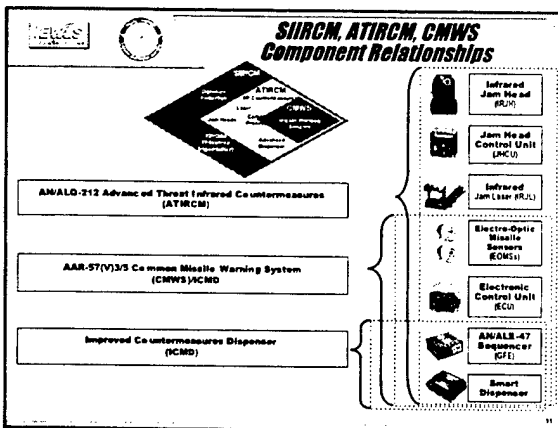 SIIRCM, ATIRCM, CMWS
Component Relationships
SIIRCM
ATIRCM
Laser
Jam Heads
CMWS
Advanced
Dispenser
AN/ALQ-212 Advanced Threat Infrared Countermeasures
(ATIRCM)
AAR-57(V)3/5 Common Missile Warning System
(CMWS)/ICMD
Improved Countermeasures Dispenser
(ICMD)
Infrared
Jam Head
(IRJH)
Jam Head
Control Unit
(JHCU)
Infrared
Jam Laser (IRJL)
Electro-Optic
Missile
Sensors
(EOMSs)
Electronic
Control Unit
(ECU)
AN/ALE-47
Sequencer
(GFE)
Smart
Dispenser
11